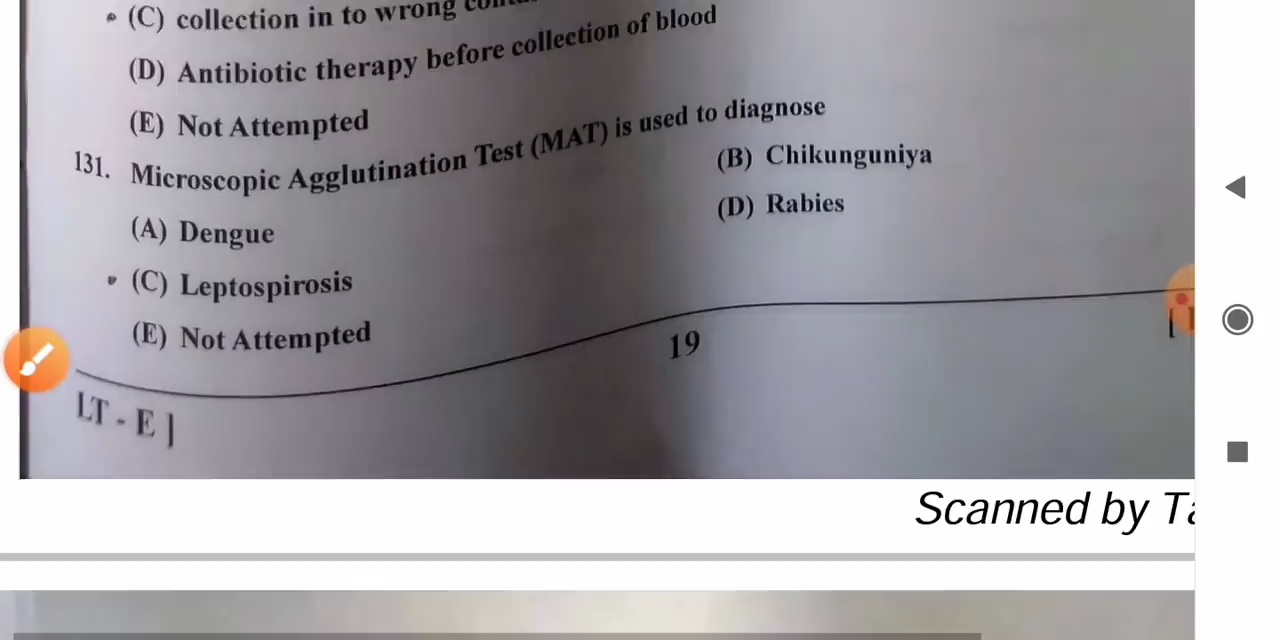 (C) collection in to wrong
(D) Antibiotic therapy before collection of blood
(E) Not Attempted
131. Microscopic Agglutination Test (MAT) is used to diagnose
(A) Dengue
(B) Chikunguniya
(C) Leptospirosis
(D) Rabies
(E) Not Attempted
19
LT - E ]
Scanned by